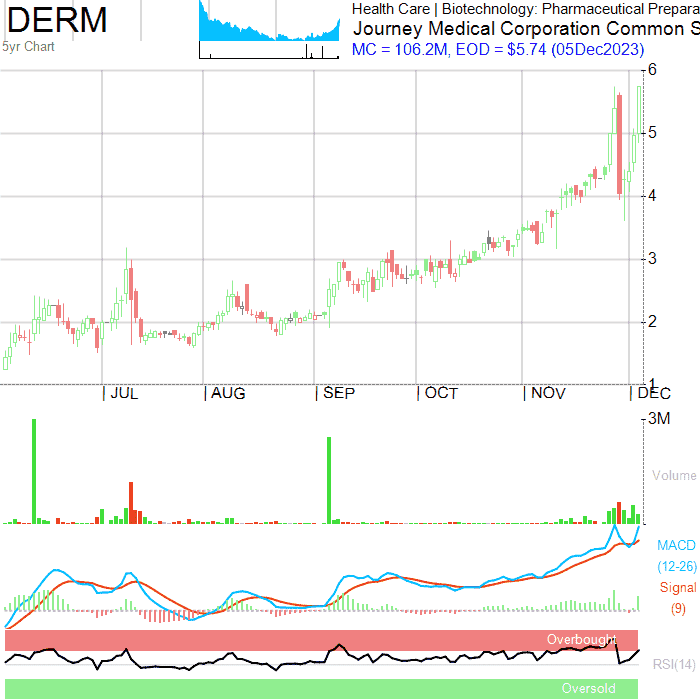 DERM
5yr Chart
Health Care | Biotechnology: Pharmaceutical Prepara
Journey Medical Corporation Common S
MC = 106.2M, EOD = $5.74 (05Dec2023)
6
5
4
3
2
1
JUL AUG SEP OCT NOV DEC
3M
Volume
MACD
(12-26)
Signal
(9)
Overbought
RSI(14)
Oversold